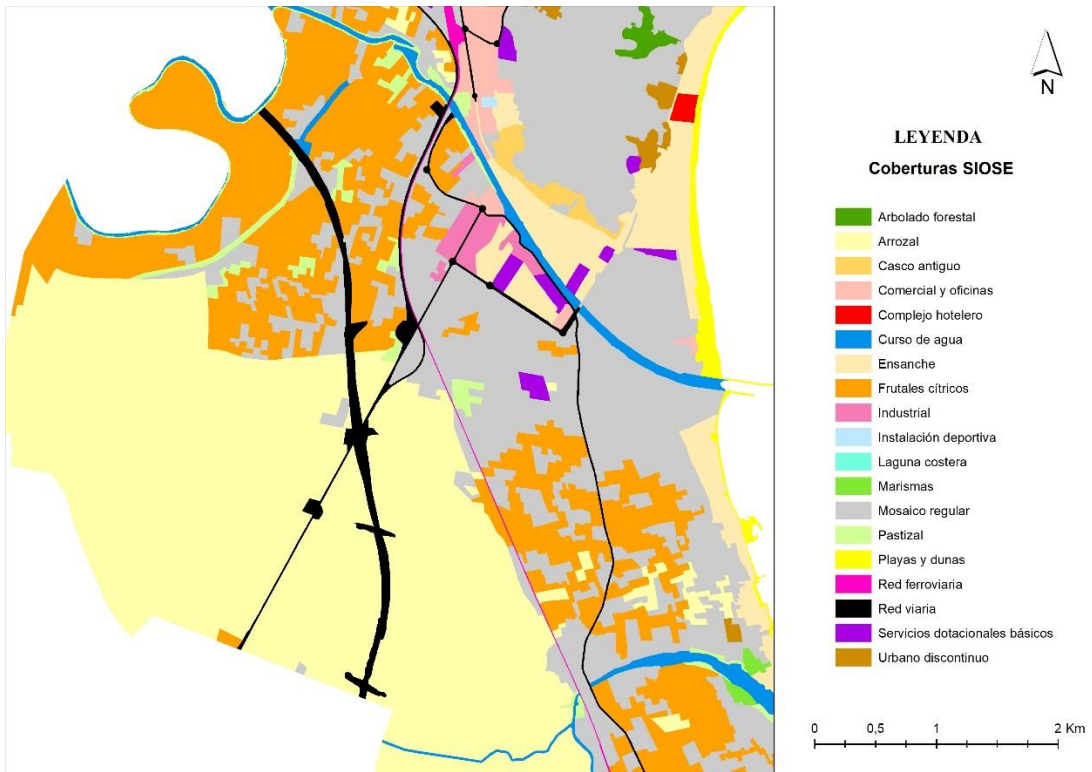 N
LEYENDA
Coberturas SIOSE
Arbolado forestal
Arrozal
Casco antiguo
Comercial y oficinas
Complejo hotelero
Curso de agua
Ensanche
Frutales cítricos
Industrial
Instalación deportiva
Laguna costera
Marismas
Mosaico regular
Pastizal
Playas y dunas
Red ferroviaria
Red viaria
Servicios dotacionales básicos
Urbano discontinuo
0 0,5 1 2 Km